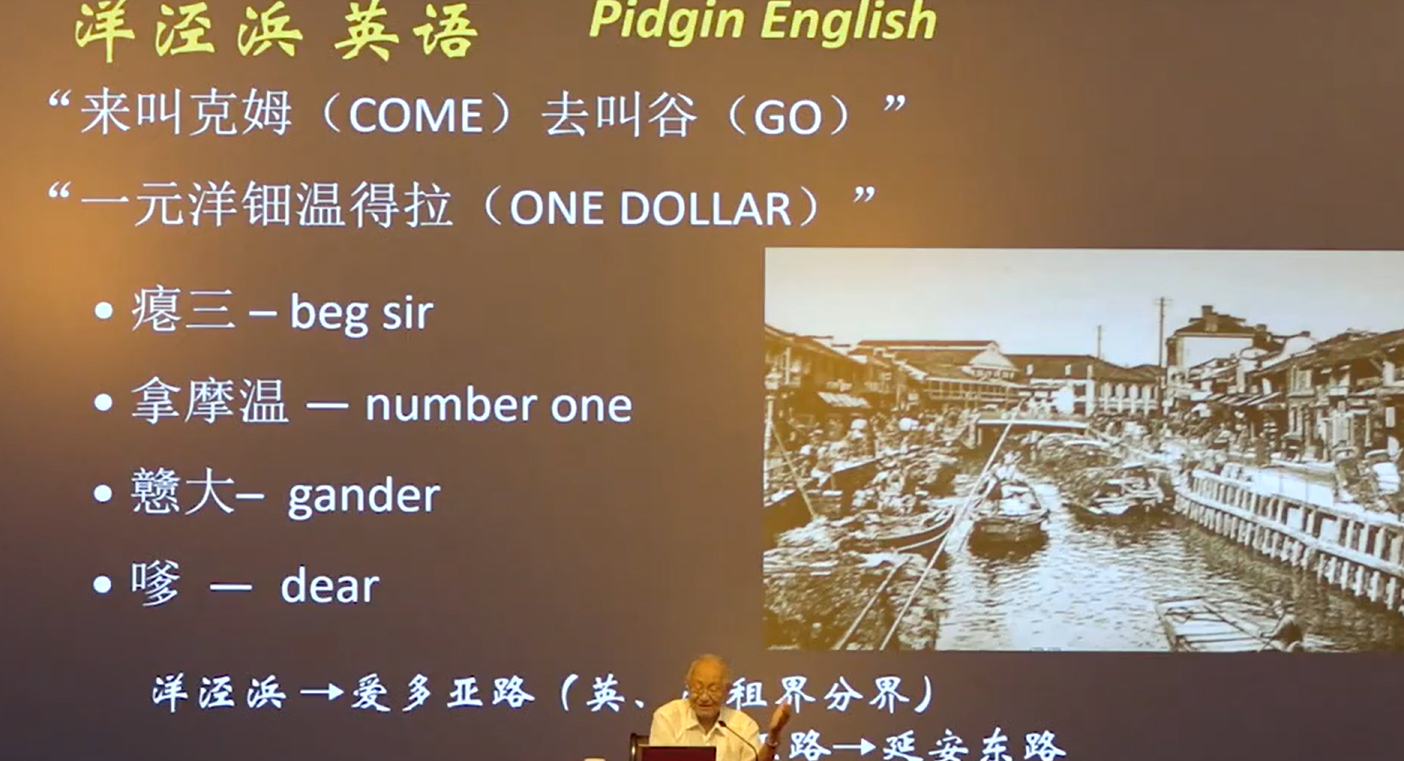 洋泾浜 英语 Pidgin English
“来叫克姆（COME）去叫谷（GO）”
“一元洋钿温得拉（ONE DOLLAR）”
• 瘪三 – beg sir
• 拿摩温 — number one
• 戆大– gander
• 嗲 — dear
洋泾浜→爱多亚路（英、租界分界）
路→延安东路